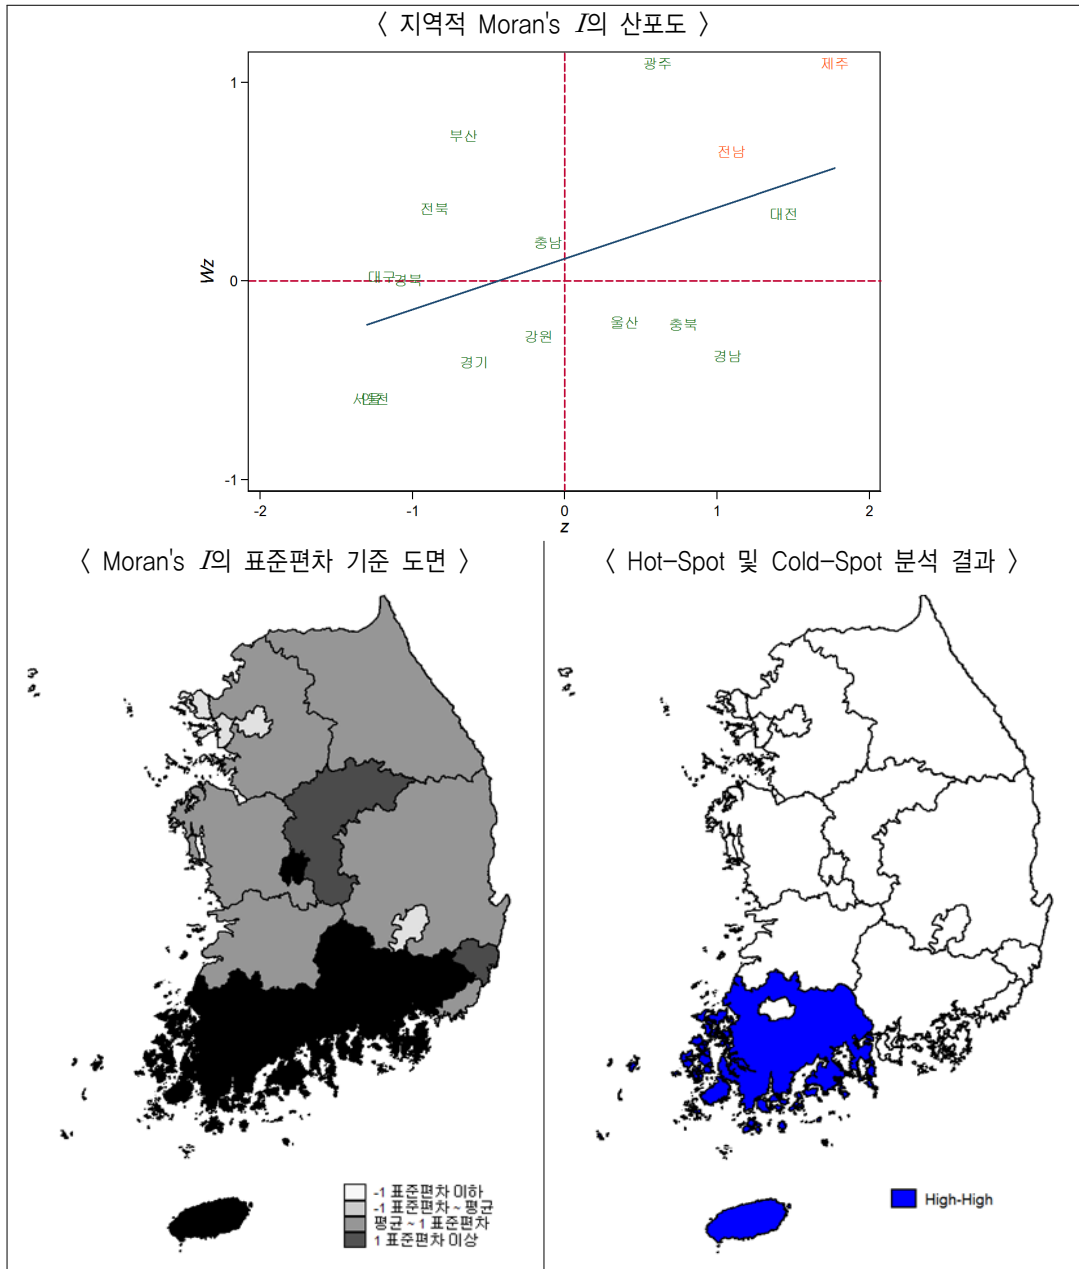 〈 지역적 Moran's I의 산포도 〉
광주
제주
1
부산
전남
전북
대전
충남
대구
경북
0
Wz
울산
충북
강원
경남
경기
-1
-2
-1
0
1
2
z
〈 Moran's I의 표준편차 기준 도면 〉
-1 표준편차 이하
-1 표준편차 ~ 평균
평균 ~ 1 표준편차
1 표준편차 이상
〈 Hot-Spot 및 Cold-Spot 분석 결과 〉
High-High